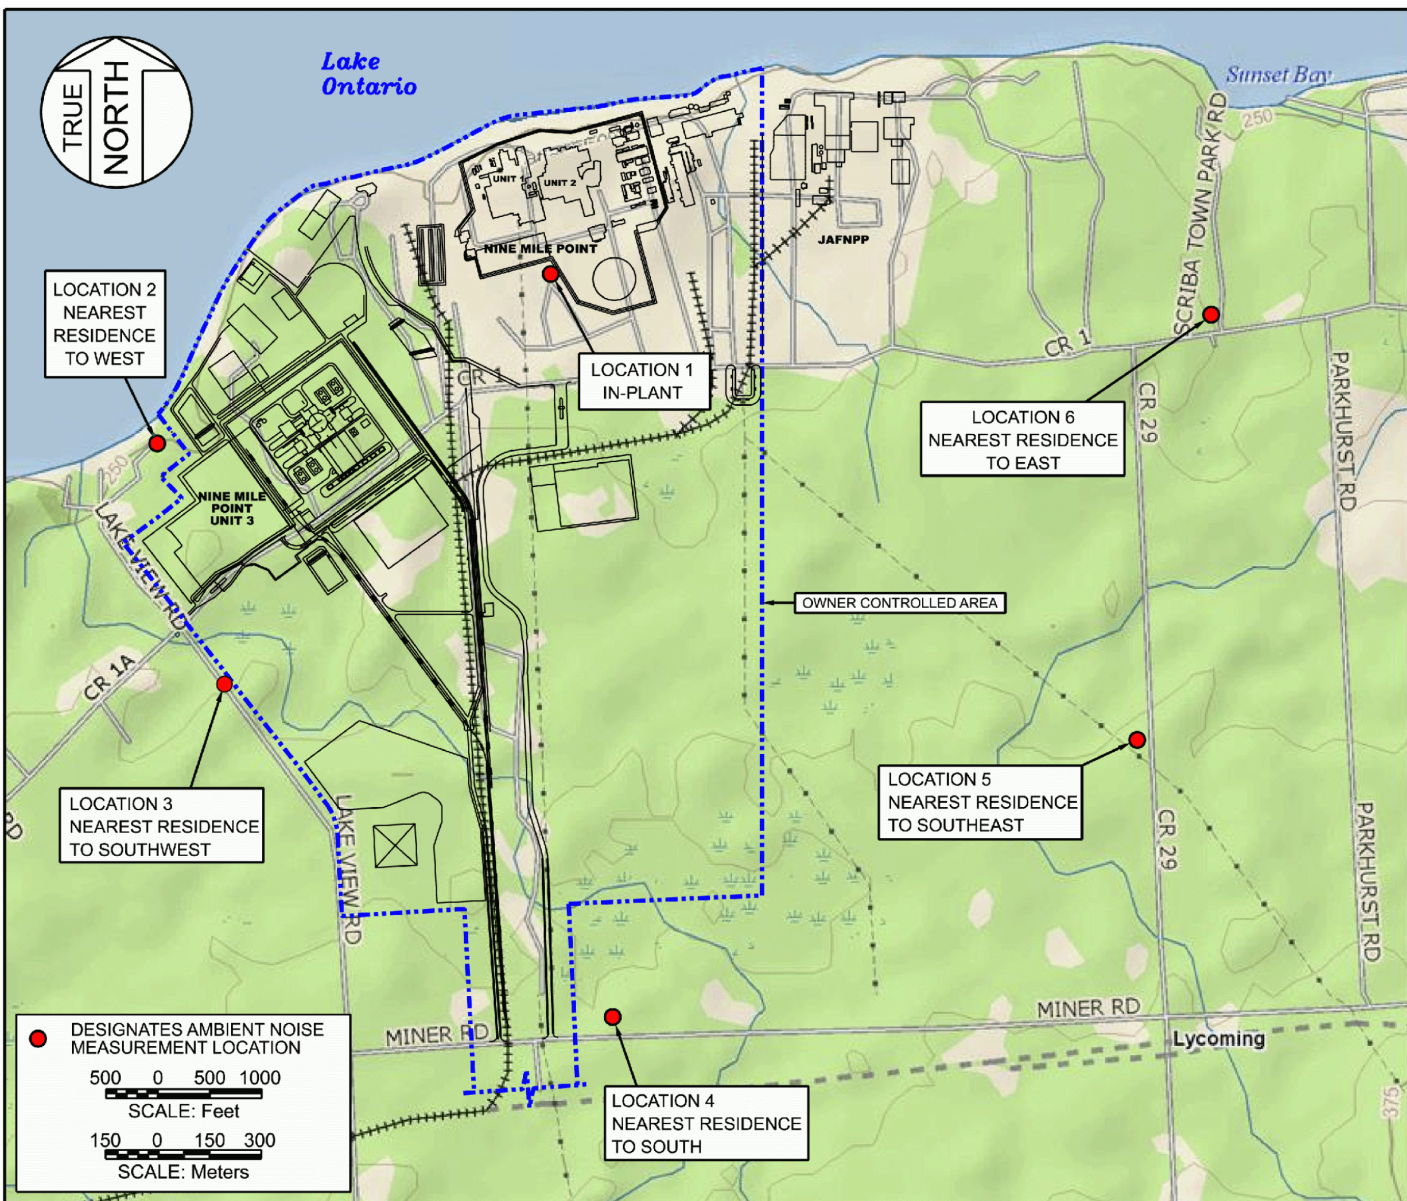 TRUE
NORTH
Lake
Ontario
Sunset Bay
250
SCRIBA TOWN PARK RD
UNIT 1
UNIT 2
NINE MILE POINT
JAFNPP
LOCATION 2
NEAREST
RESIDENCE
TO WEST
LOCATION 1
IN-PLANT
CR 1
CR 1
LOCATION 6
NEAREST RESIDENCE
TO EAST
CR 29
PARKHURST RD
250
NINE MILE
POINT
UNIT 3
LAKE VIEW RD
OWNER CONTROLLED AREA
CR 1A
LOCATION 3
NEAREST RESIDENCE
TO SOUTHWEST
RD
LAKE VIEW RD
LOCATION 5
NEAREST RESIDENCE
TO SOUTHEAST
CR 29
PARKHURST RD
MINER RD
MINER RD
Lycoming
375
LOCATION 4
NEAREST RESIDENCE
TO SOUTH
DESIGNATES AMBIENT NOISE
MEASUREMENT LOCATION
500 0 500 1000
SCALE: Feet
150 0 150 300
SCALE: Meters